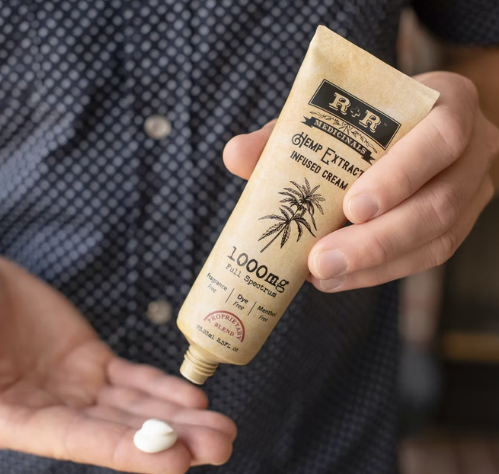 R+R
MEDICINALS
HEMP EXTRACT
INFUSED CREAM
1000mg
Full Spectrum
Fragrance Free | Dye Free | Menthol Free
PROPRIETARY
BLEND